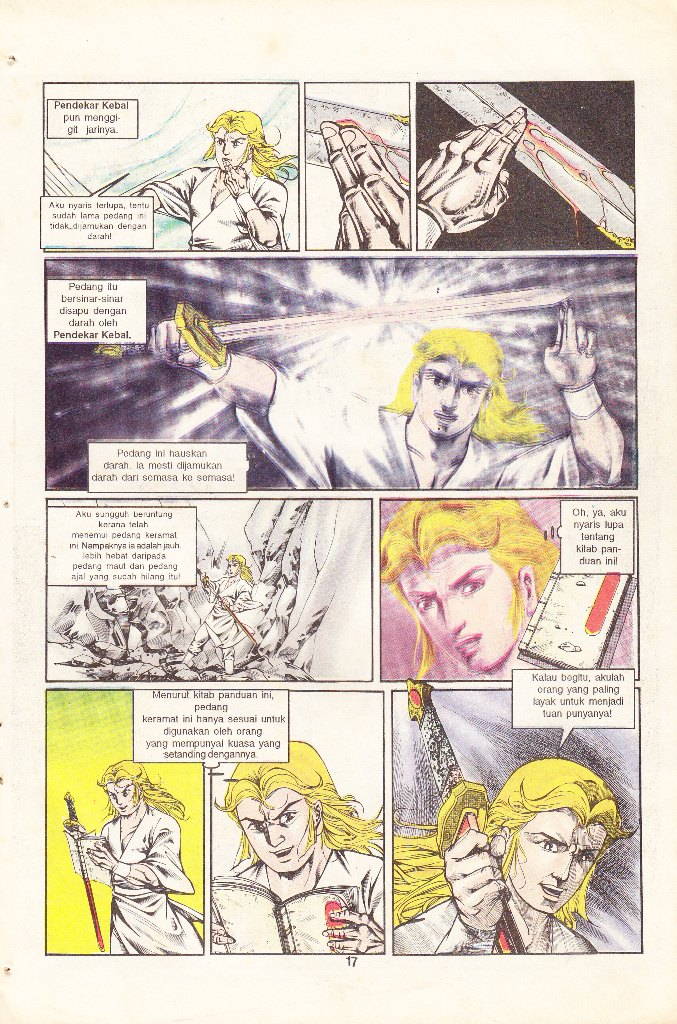 Pendekar Kebal
pun menggi-
git jarinya.
Aku nyaris terlupa, tentu
sudah lama pedang ini
tidak dijamukan dengan
darah!
Pedang itu
bersinar-sinar
disapu dengan
darah oleh
Pendekar Kebal.
Pedang ini hauskan
darah. Ia mesti dijamukan
darah dari semasa ke semasa!
Aku sungguh beruntung
kerana telah
menemui pedang keramat
ini. Nampaknya ia adalah jauh
lebih hebat daripada
pedang maut dan pedang
ajal yang sudah hilang itu!
Oh, ya, aku
nyaris lupa
tentang
kitab pan-
duan ini!
Menurut kitab panduan ini,
pedang
keramat ini hanya sesuai untuk
digunakan oleh orang
yang mempunyai kuasa yang
setanding dengannya.
Kalau begitu, akulah
orang yang paling
layak untuk menjadi
tuan punyanya!
17